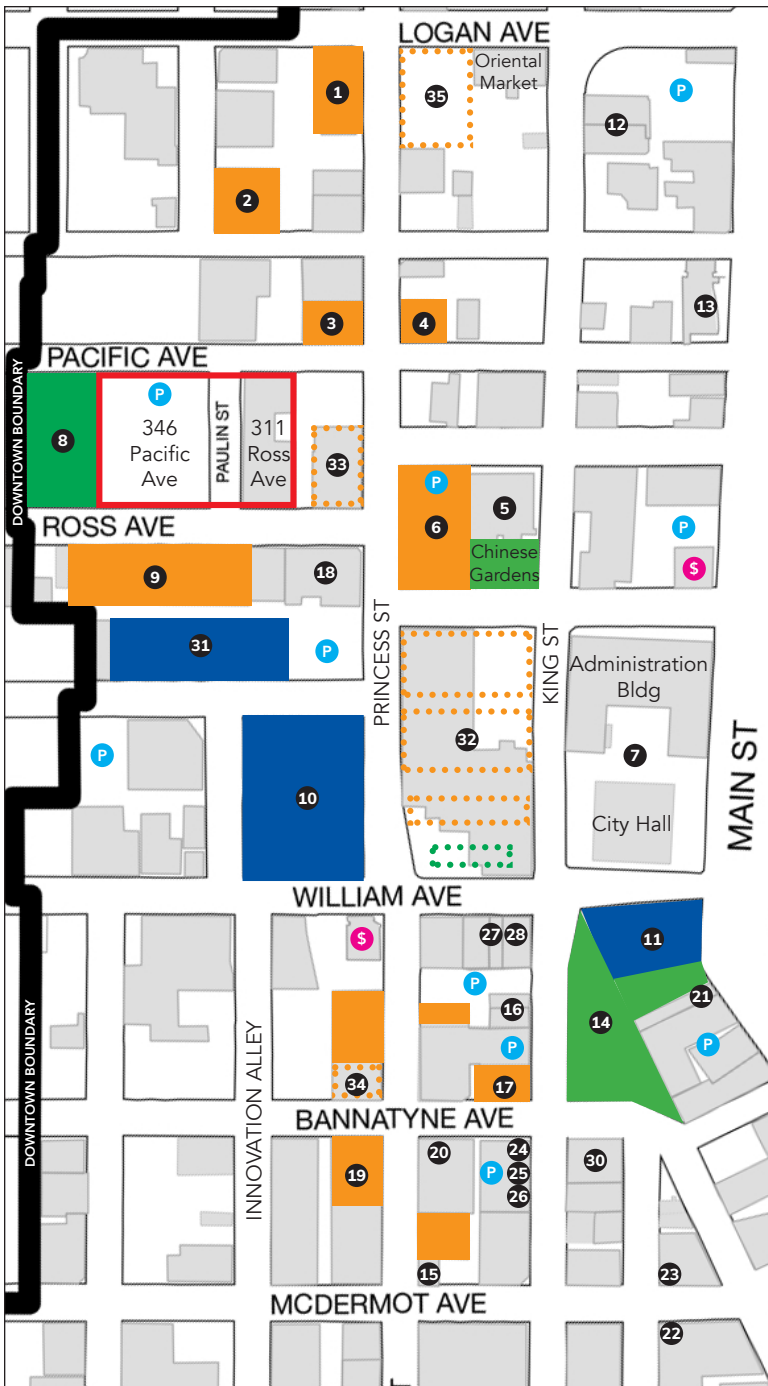 LOGAN AVE
Oriental
Market
1
35
P
12
2
13
3
4
PACIFIC AVE
DOWNTOWN BOUNDARY
P
8
346
Pacific
Ave
PAULIN ST
311
Ross
Ave
33
P
6
5
P
ROSS AVE
Chinese
Gardens
$
9
18
31
P
PRINCESS ST
KING ST
Administration
Bldg
P
10
32
7
City Hall
MAIN ST
WILLIAM AVE
$
27
28
11
P
16
21
14
P
P
DOWNTOWN BOUNDARY
INNOVATION ALLEY
34
17
BANNATYNE AVE
20
24
P
25
26
30
19
15
23
MCDERMOT AVE
22